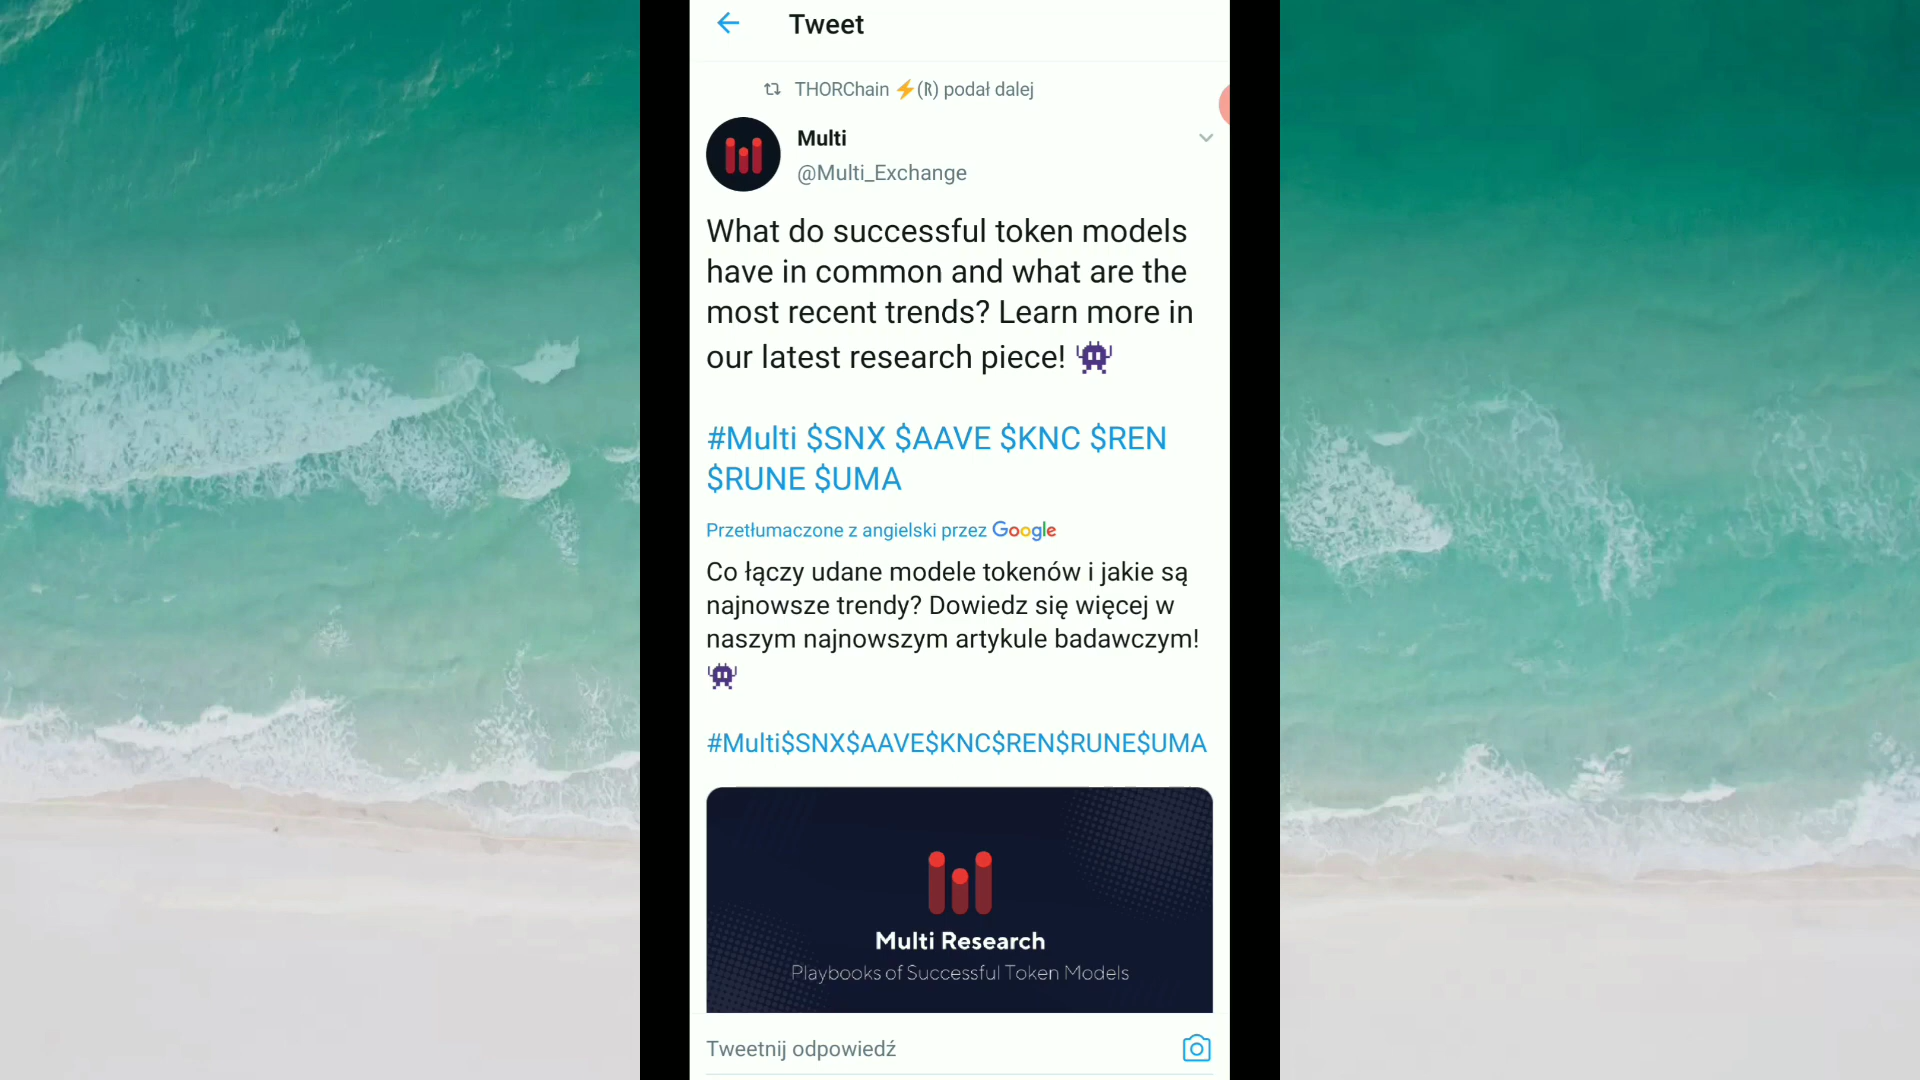 Tweet
THORChain ⚡(ᚱ) podał dalej
Multi
@Multi_Exchange
What do successful token models
have in common and what are the
most recent trends? Learn more in
our latest research piece! 👾
#Multi $SNX $AAVE $KNC $REN
$RUNE $UMA
Przetłumaczone z angielski przez Google
Co łączy udane modele tokenów i jakie są
najnowsze trendy? Dowiedz się więcej w
naszym najnowszym artykule badawczym!
👾
#Multi$SNX$AAVE$KNC$REN$RUNE$UMA
Multi Research
Playbooks of Successful Token Models
Tweetnij odpowiedź